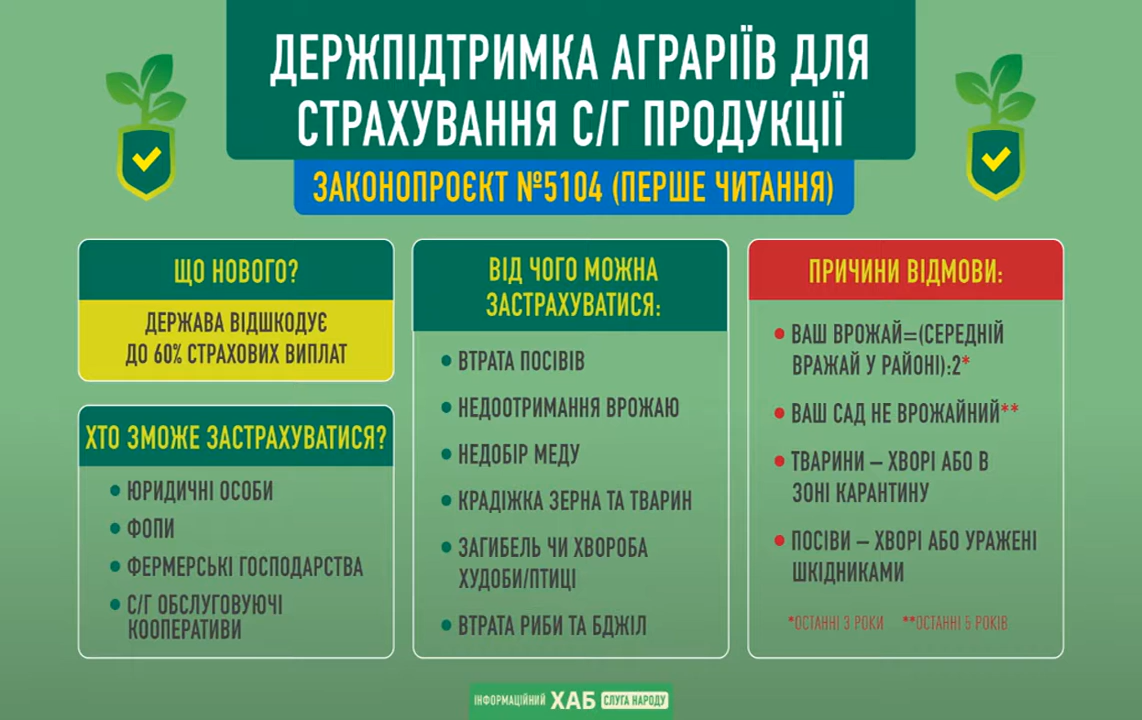 ДЕРЖПІДТРИМКА АГРАРІЇВ ДЛЯ
СТРАХУВАННЯ С/Г ПРОДУКЦІЇ
ЗАКОНОПРОЄКТ №5104 (ПЕРШЕ ЧИТАННЯ)
ЩО НОВОГО?
ДЕРЖАВА ВІДШКОДУЄ
ДО 60% СТРАХОВИХ ВИПЛАТ
ХТО ЗМОЖЕ ЗАСТРАХУВАТИСЯ?
• ЮРИДИЧНІ ОСОБИ
• ФОПИ
• ФЕРМЕРСЬКІ ГОСПОДАРСТВА
• С/Г ОБСЛУГОВУЮЧІ
КООПЕРАТИВИ
ВІД ЧОГО МОЖНА
ЗАСТРАХУВАТИСЯ:
• ВТРАТА ПОСІВІВ
• НЕДООТРИМАННЯ ВРОЖАЮ
• НЕДОБІР МЕДУ
• КРАДІЖКА ЗЕРНА ТА ТВАРИН
• ЗАГИБЕЛЬ ЧИ ХВОРОБА
ХУДОБИ/ПТИЦІ
• ВТРАТА РИБИ ТА БДЖІЛ
ПРИЧИНИ ВІДМОВИ:
• ВАШ ВРОЖАЙ=(СЕРЕДНІЙ
ВРАЖАЙ У РАЙОНІ):2*
• ВАШ САД НЕ ВРОЖАЙНИЙ**
• ТВАРИНИ – ХВОРІ АБО В
ЗОНІ КАРАНТИНУ
• ПОСІВИ – ХВОРІ АБО УРАЖЕНІ
ШКІДНИКАМИ
*ОСТАННІ 3 РОКИ **ОСТАННІ 5 РОКІВ
ІНФОРМАЦІЙНИЙ ХАБ СЛУГА НАРОДУ